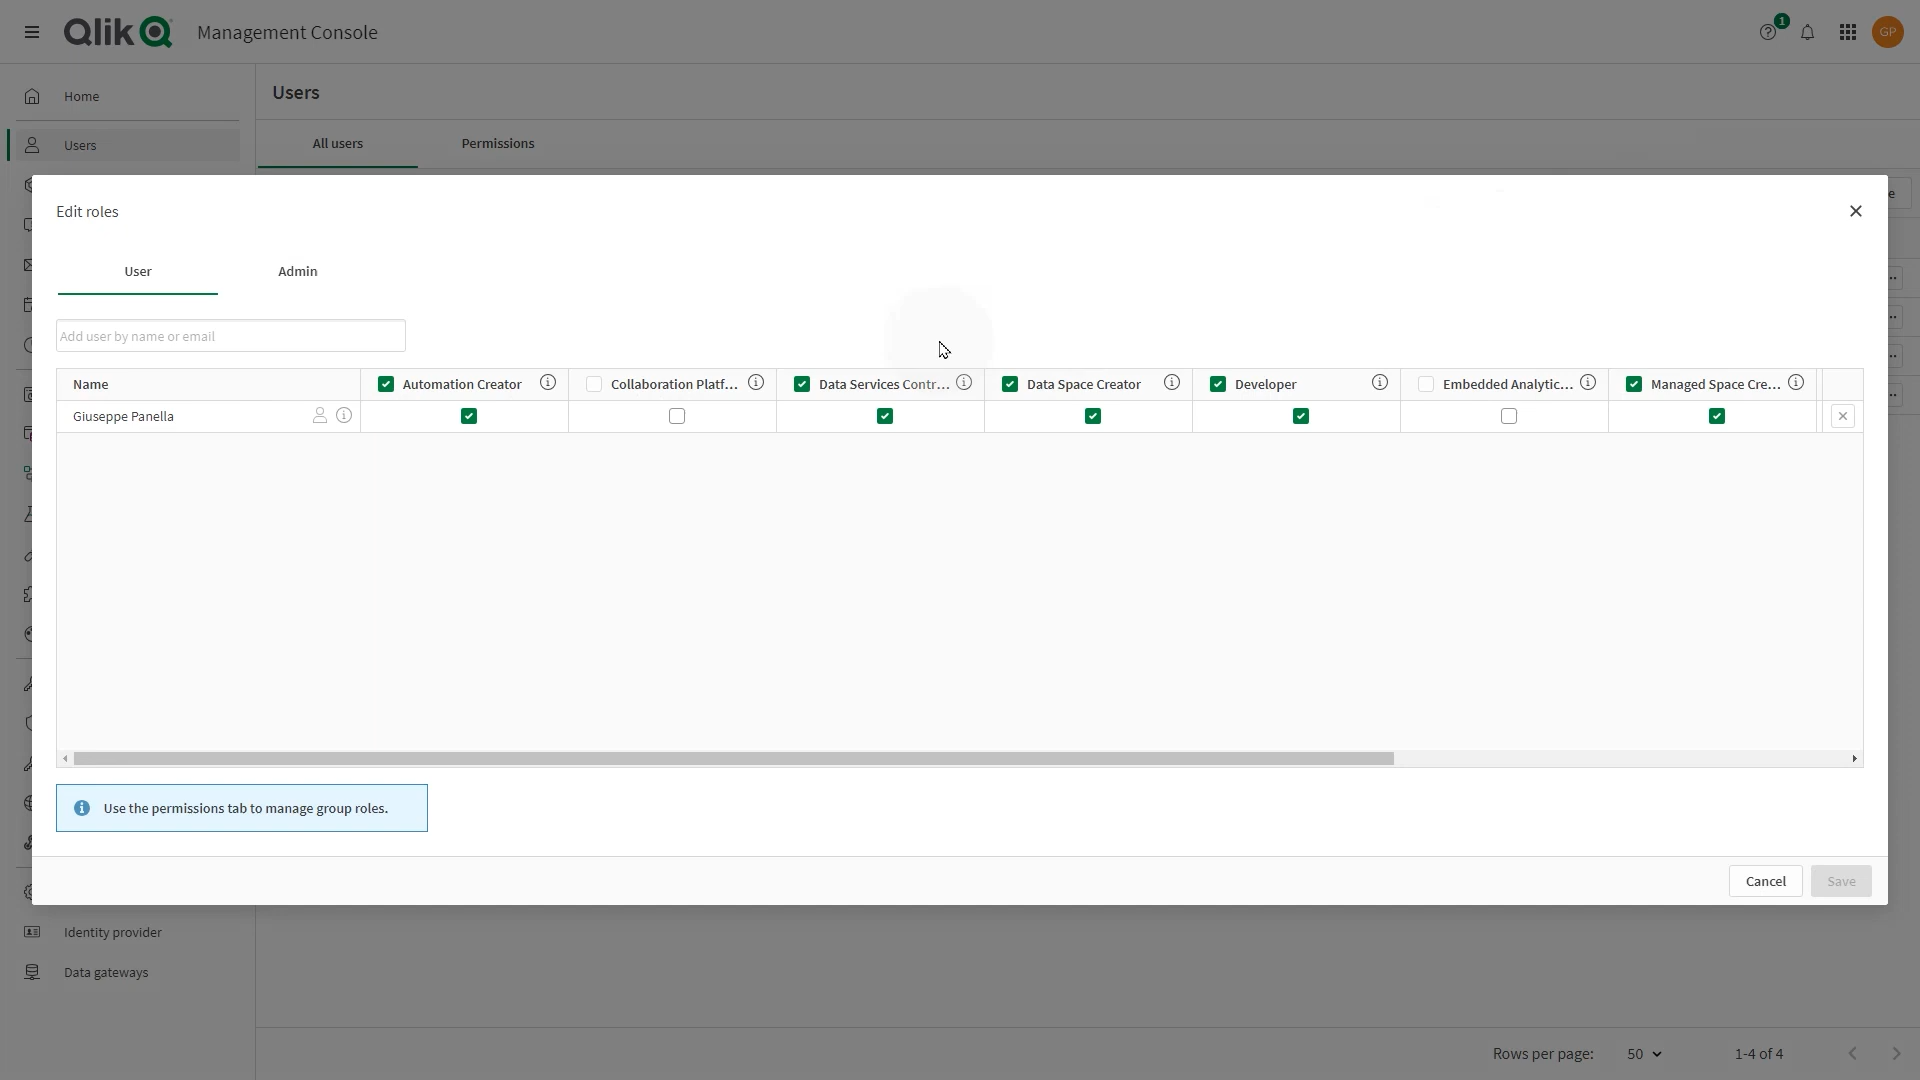 Qlik Management Console
1
GP
Home
Users
Identity provider
Data gateways
Users
All users Permissions
Edit roles
User Admin
Add user by name or email
Name Automation Creator Collaboration Platf... Data Services Contr... Data Space Creator Developer Embedded Analytic... Managed Space Cre...
Giuseppe Panella
Use the permissions tab to manage group roles.
Cancel Save
Rows per page: 50 1-4 of 4